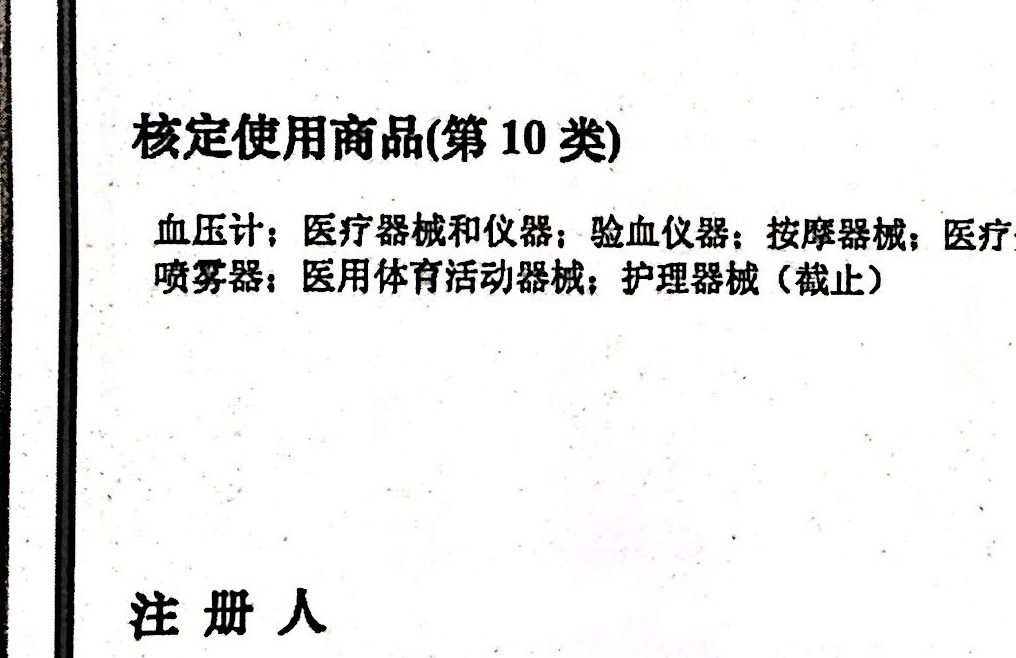 核定使用商品(第 10 类)
血压计；医疗器械和仪器；验血仪器；按摩器械；医疗
喷雾器；医用体育活动器械；护理器械（截止）
注 册 人